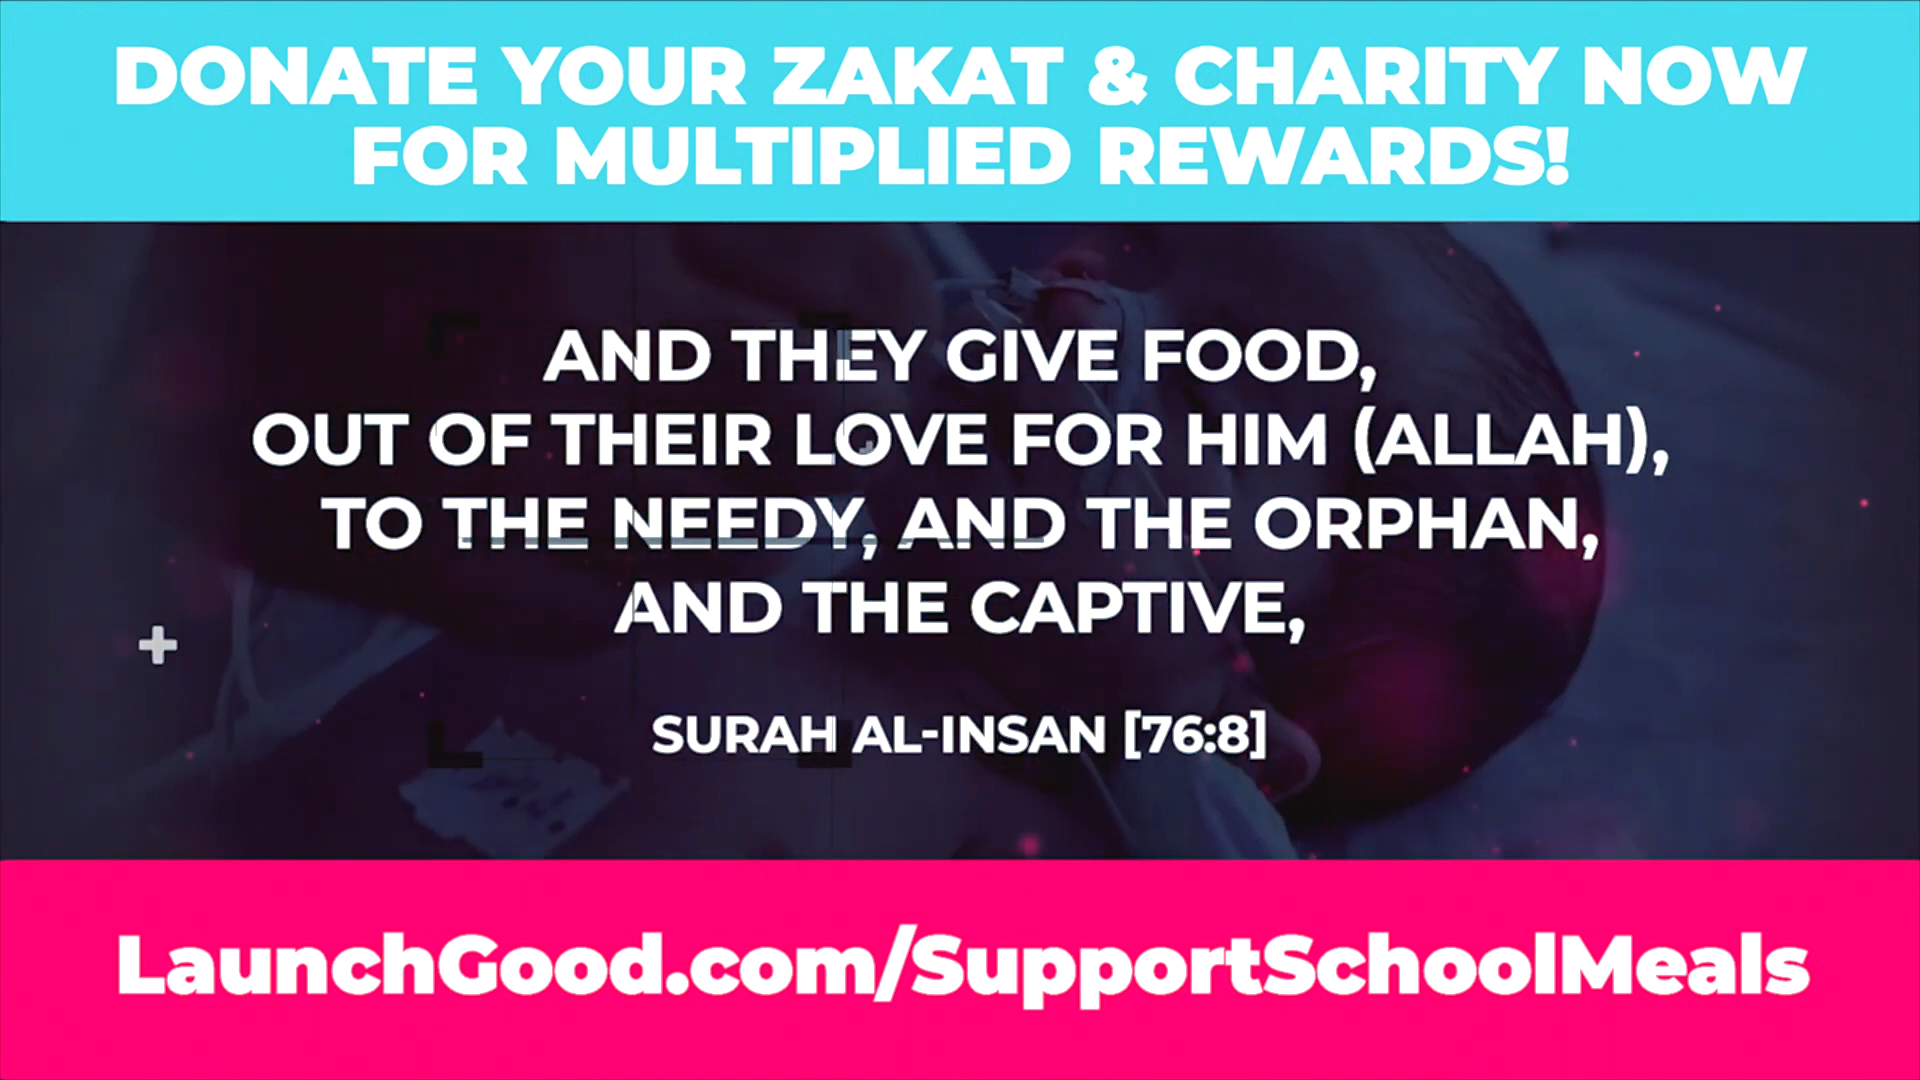 DONATE YOUR ZAKAT & CHARITY NOW
FOR MULTIPLIED REWARDS!
AND THEY GIVE FOOD,
OUT OF THEIR LOVE FOR HIM (ALLAH),
TO THE NEEDY, AND THE ORPHAN,
AND THE CAPTIVE,
SURAH AL-INSAN [76:8]
LaunchGood.com/SupportSchoolMeals